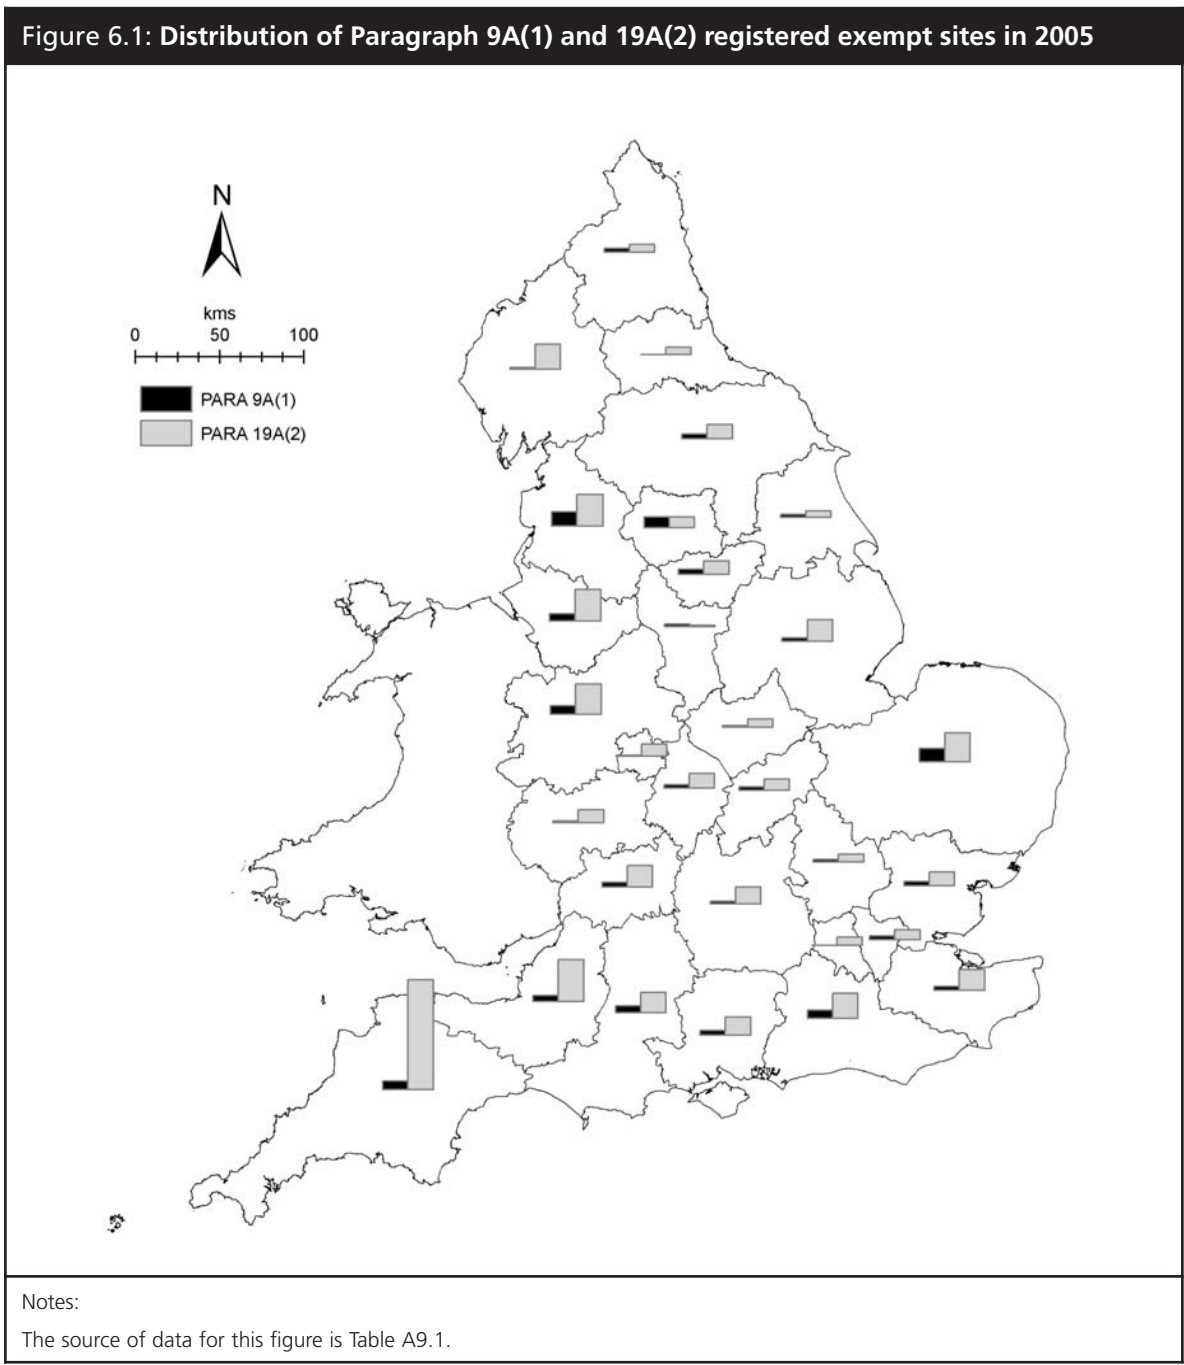 Figure 6.1: Distribution of Paragraph 9A(1) and 19A(2) registered exempt sites in 2005
N
kms
0 50 100
PARA 9A(1)
PARA 19A(2)
Notes:
The source of data for this figure is Table A9.1.